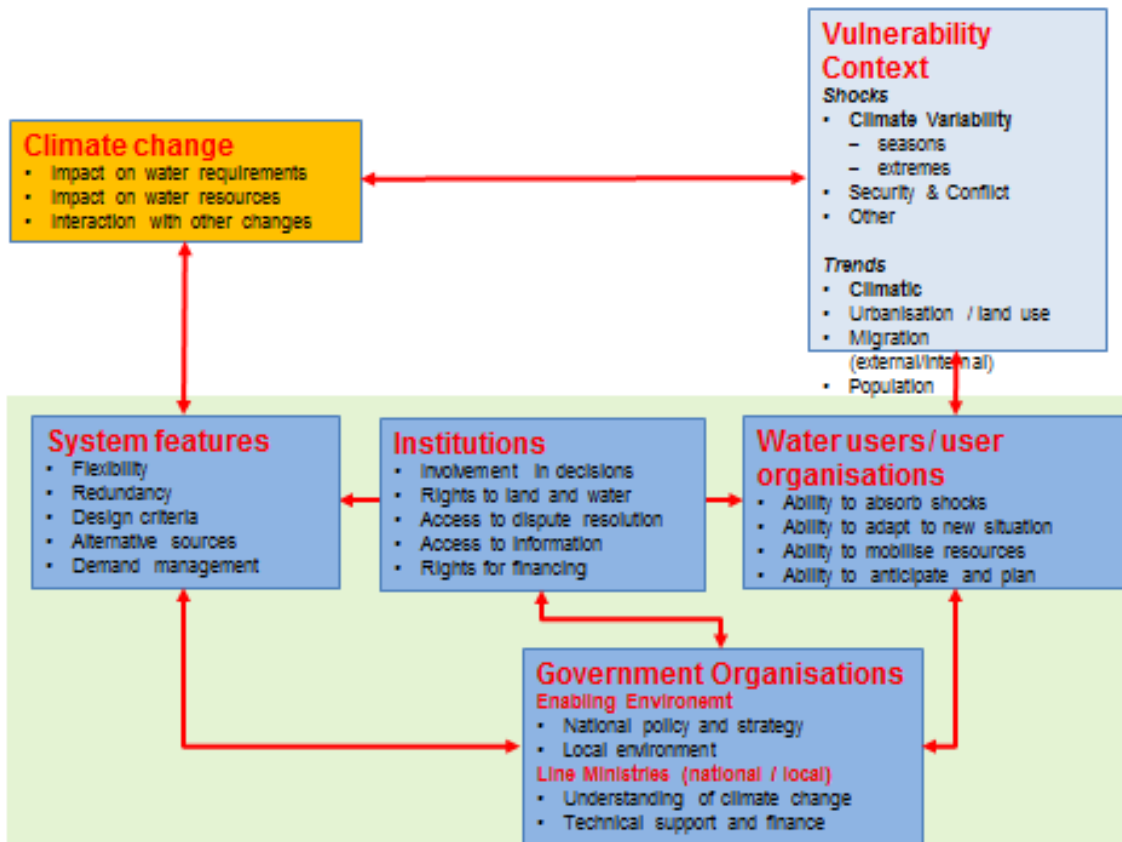 Vulnerability
Context
Shocks
• Climate Variability
– seasons
– extremes
• Security & Conflict
• Other
Trends
• Climatic
• Urbanisation / land use
• Migration
(external/internal)
• Population
Climate change
• Impact on water requirements
• Impact on water resources
• Interaction with other changes
System features
• Flexibility
• Redundancy
• Design criteria
• Alternative sources
• Demand management
Institutions
• Involvement in decisions
• Rights to land and water
• Access to dispute resolution
• Access to information
• Rights for financing
Water users/ user
organisations
• Ability to absorb shocks
• Ability to adapt to new situation
• Ability to mobilise resources
• Ability to anticipate and plan
Government Organisations
Enabling Environemt
• National policy and strategy
• Local environment
Line Ministries (national / local)
• Understanding of climate change
• Technical support and finance